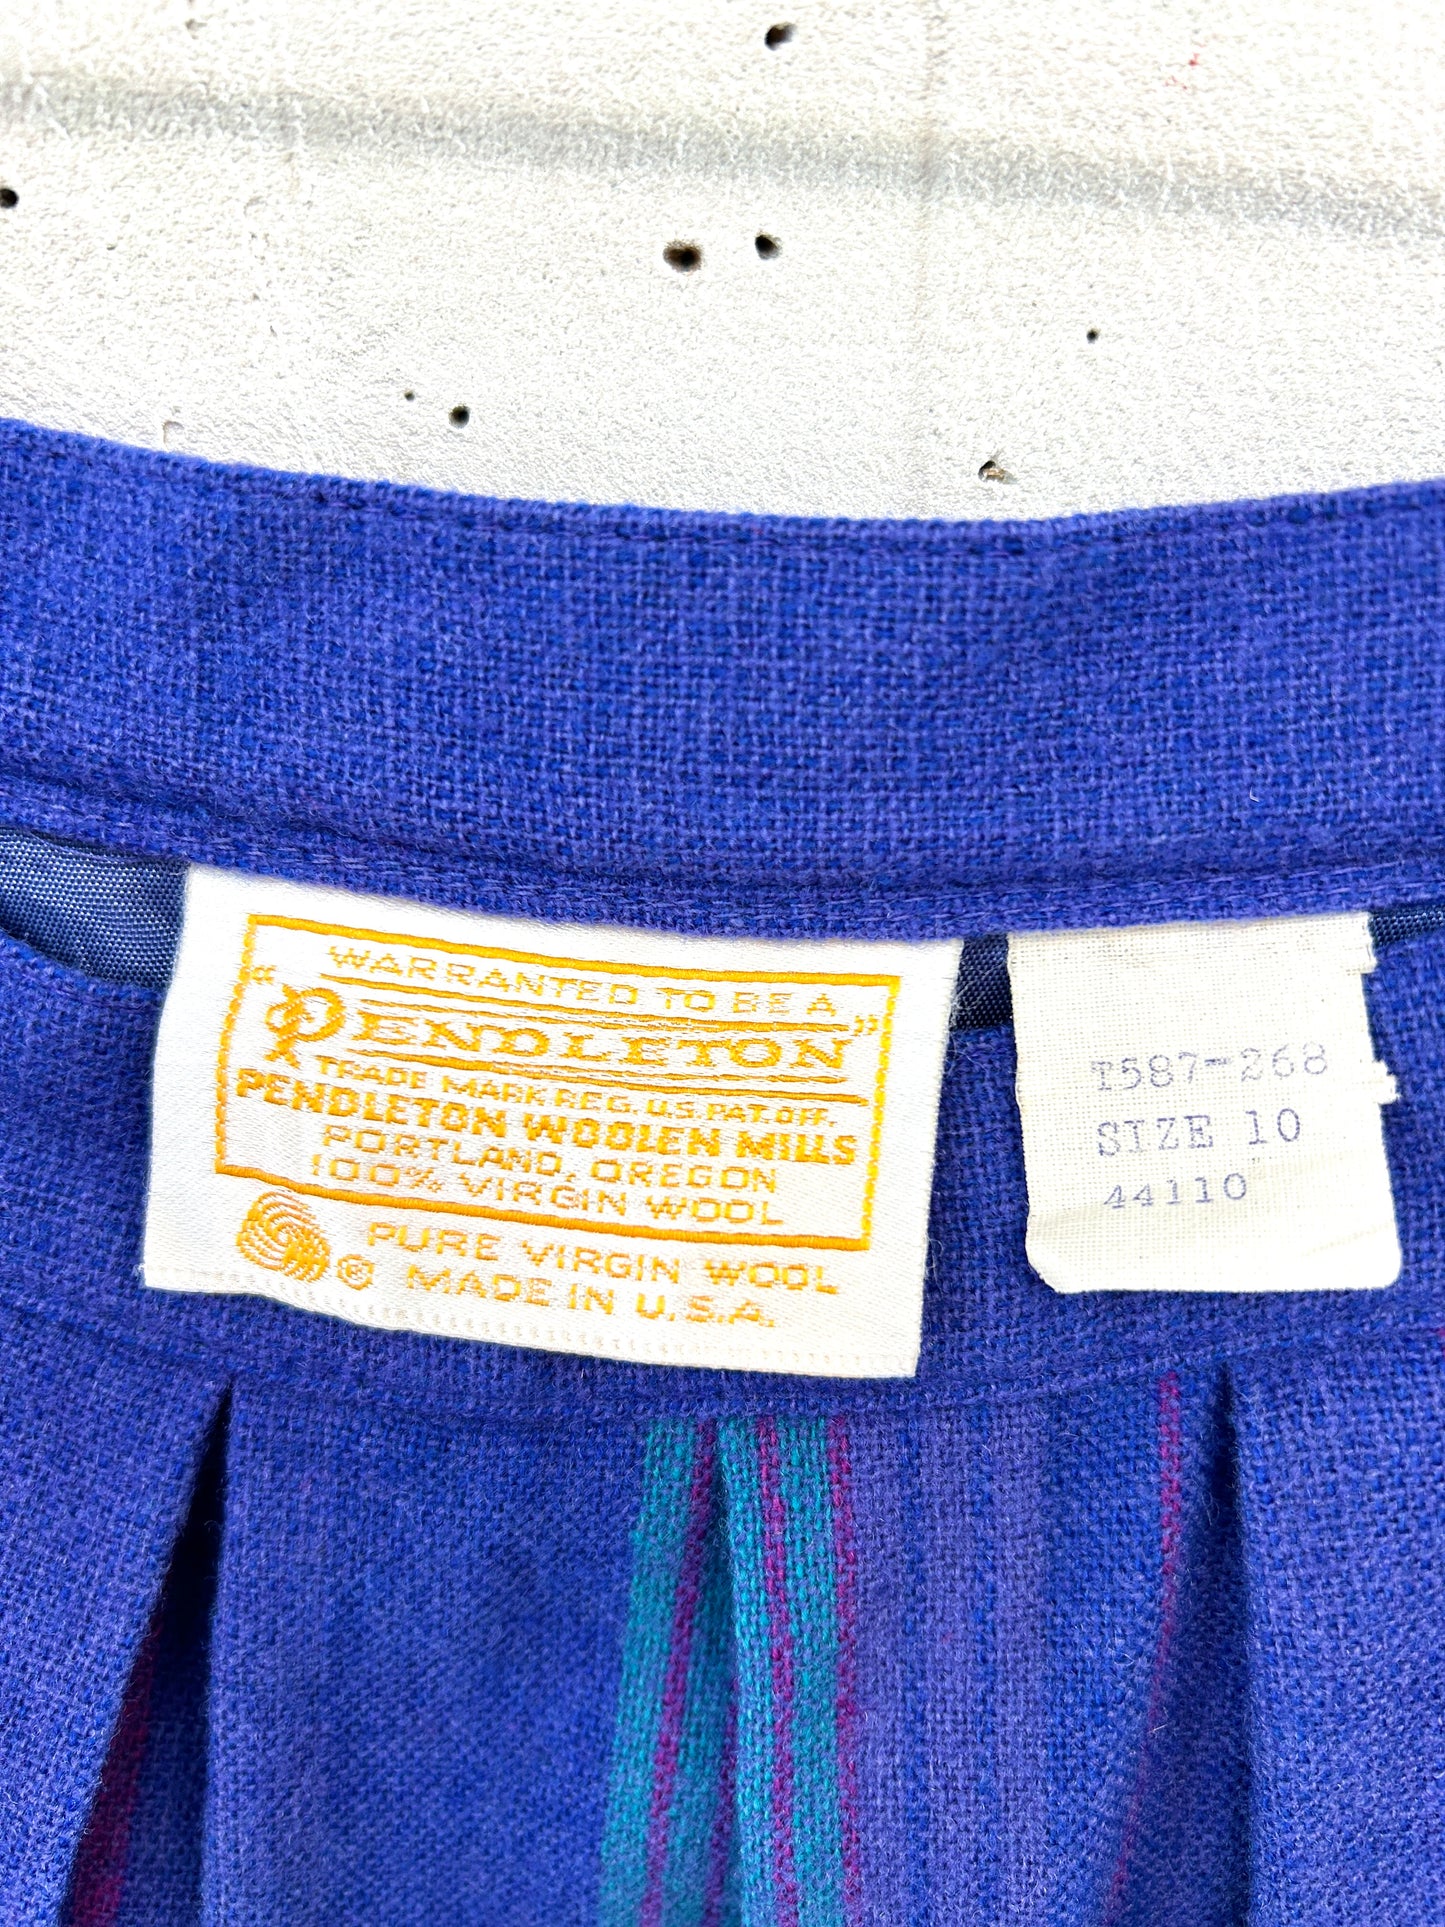 WARRANTED TO BE A
"PENDLETON"
TRADE MARK REG. U.S. PAT. OFF.
PENDLETON WOOLEN MILLS
PORTLAND, OREGON
100% VIRGIN WOOL
PURE VIRGIN WOOL
® MADE IN U.S.A.
T587-268
SIZE 10
44110